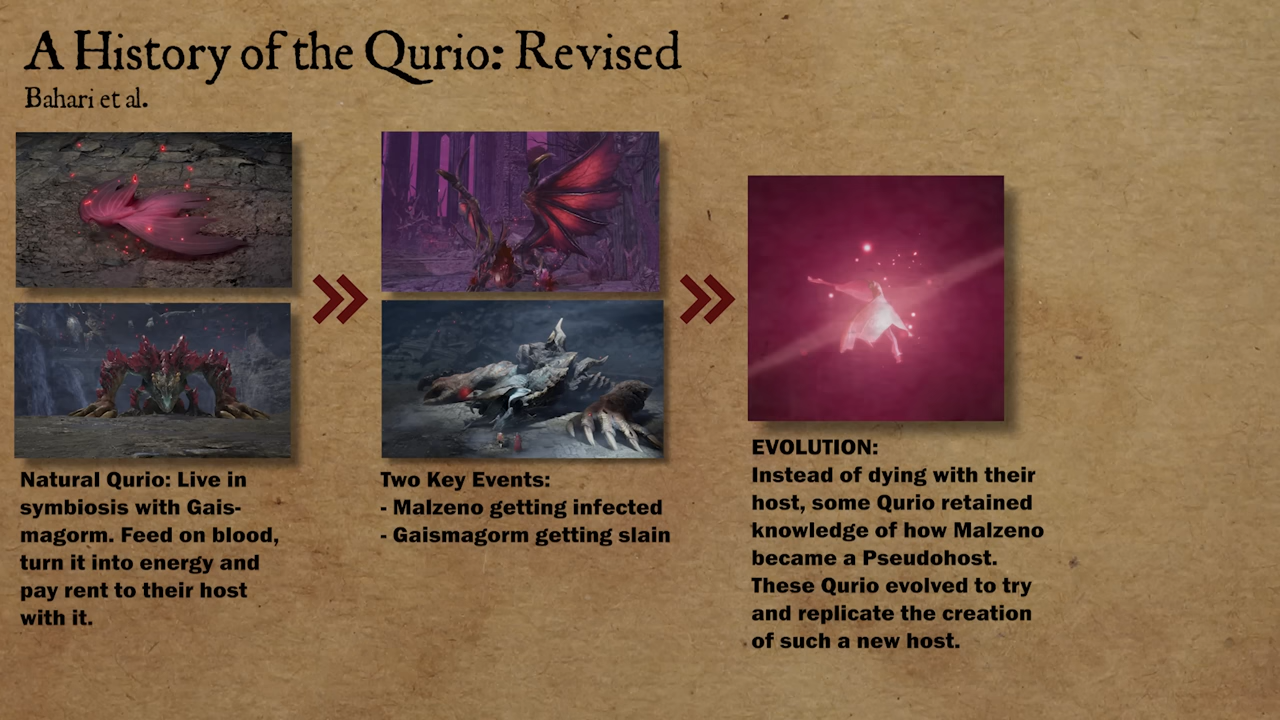 A History of the Qurio: Revised
Bahari et al.
Natural Qurio: Live in
symbiosis with Gais-
magorm. Feed on blood,
turn it into energy and
pay rent to their host
with it.
Two Key Events:
- Malzeno getting infected
- Gaismagorm getting slain
EVOLUTION:
Instead of dying with their
host, some Qurio retained
knowledge of how Malzeno
became a Pseudohost.
These Qurio evolved to try
and replicate the creation
of such a new host.